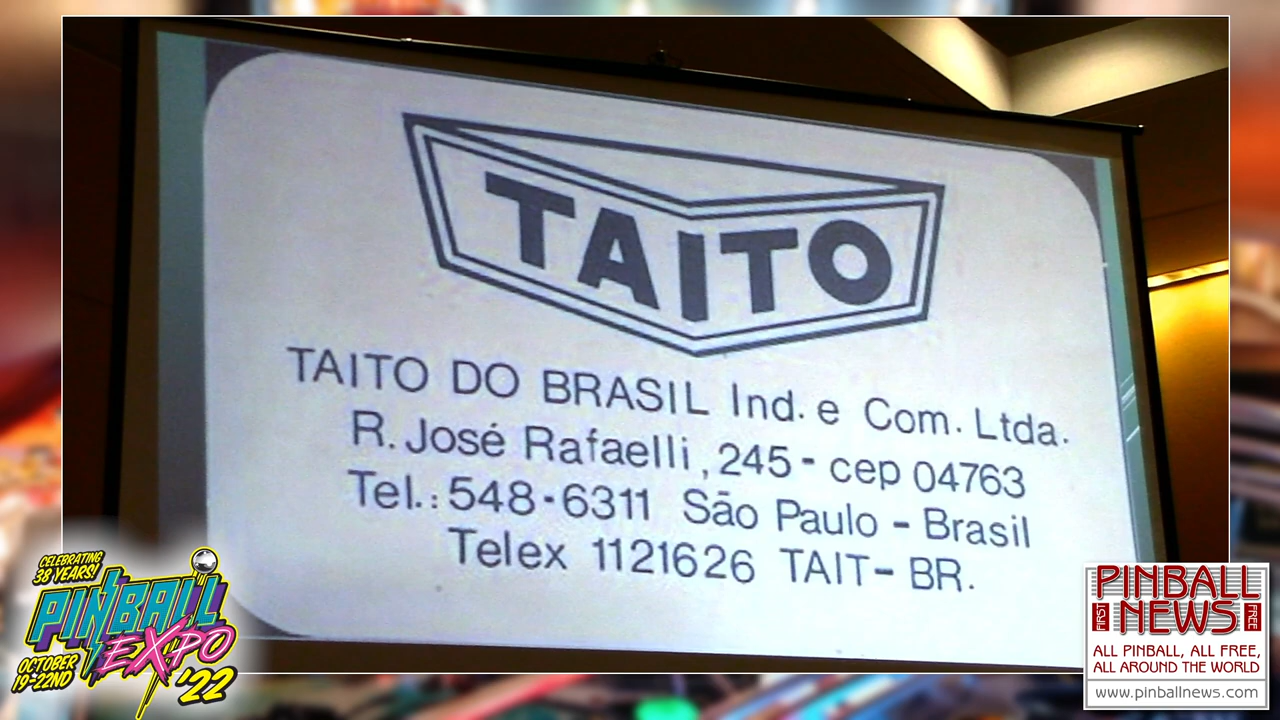 TAITO
TAITO DO BRASIL Ind. e Com. Ltda.
R. José Rafaelli, 245 - cep 04763
Tel.: 548-6311 São Paulo - Brasil
Telex 1121626 TAIT- BR.
CELEBRATING
38 YEARS!
PINBALL
EXPO
OCTOBER
19-22ND
'22
PINBALL
FIRST NEWS FREE
ALL PINBALL, ALL FREE,
ALL AROUND THE WORLD
www.pinballnews.com